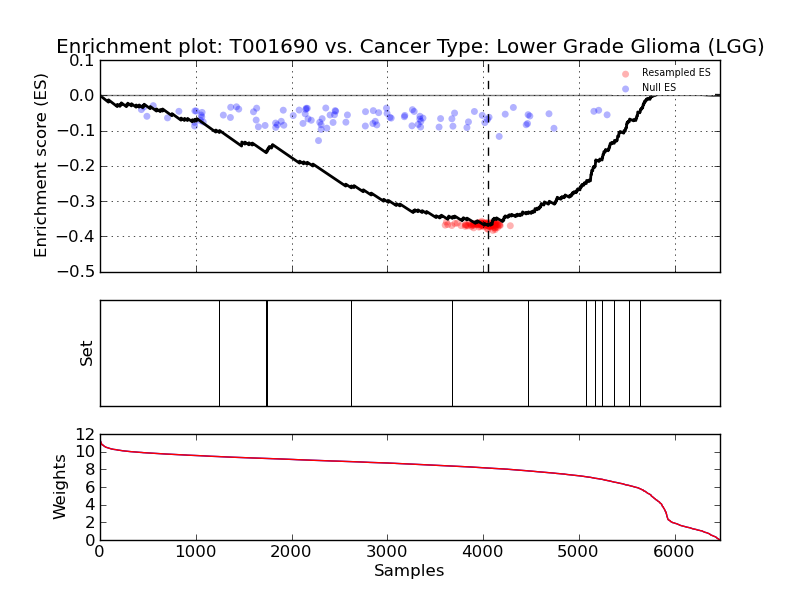 Enrichment plot: T001690 vs. Cancer Type: Lower Grade Glioma (LGG)
Enrichment score (ES)
0.1
0.0
−0.1
−0.2
−0.3
−0.4
−0.5
Resampled ES
Null ES
Set
Weights
12
10
8
6
4
2
0
0 1000 2000 3000 4000 5000 6000
Samples